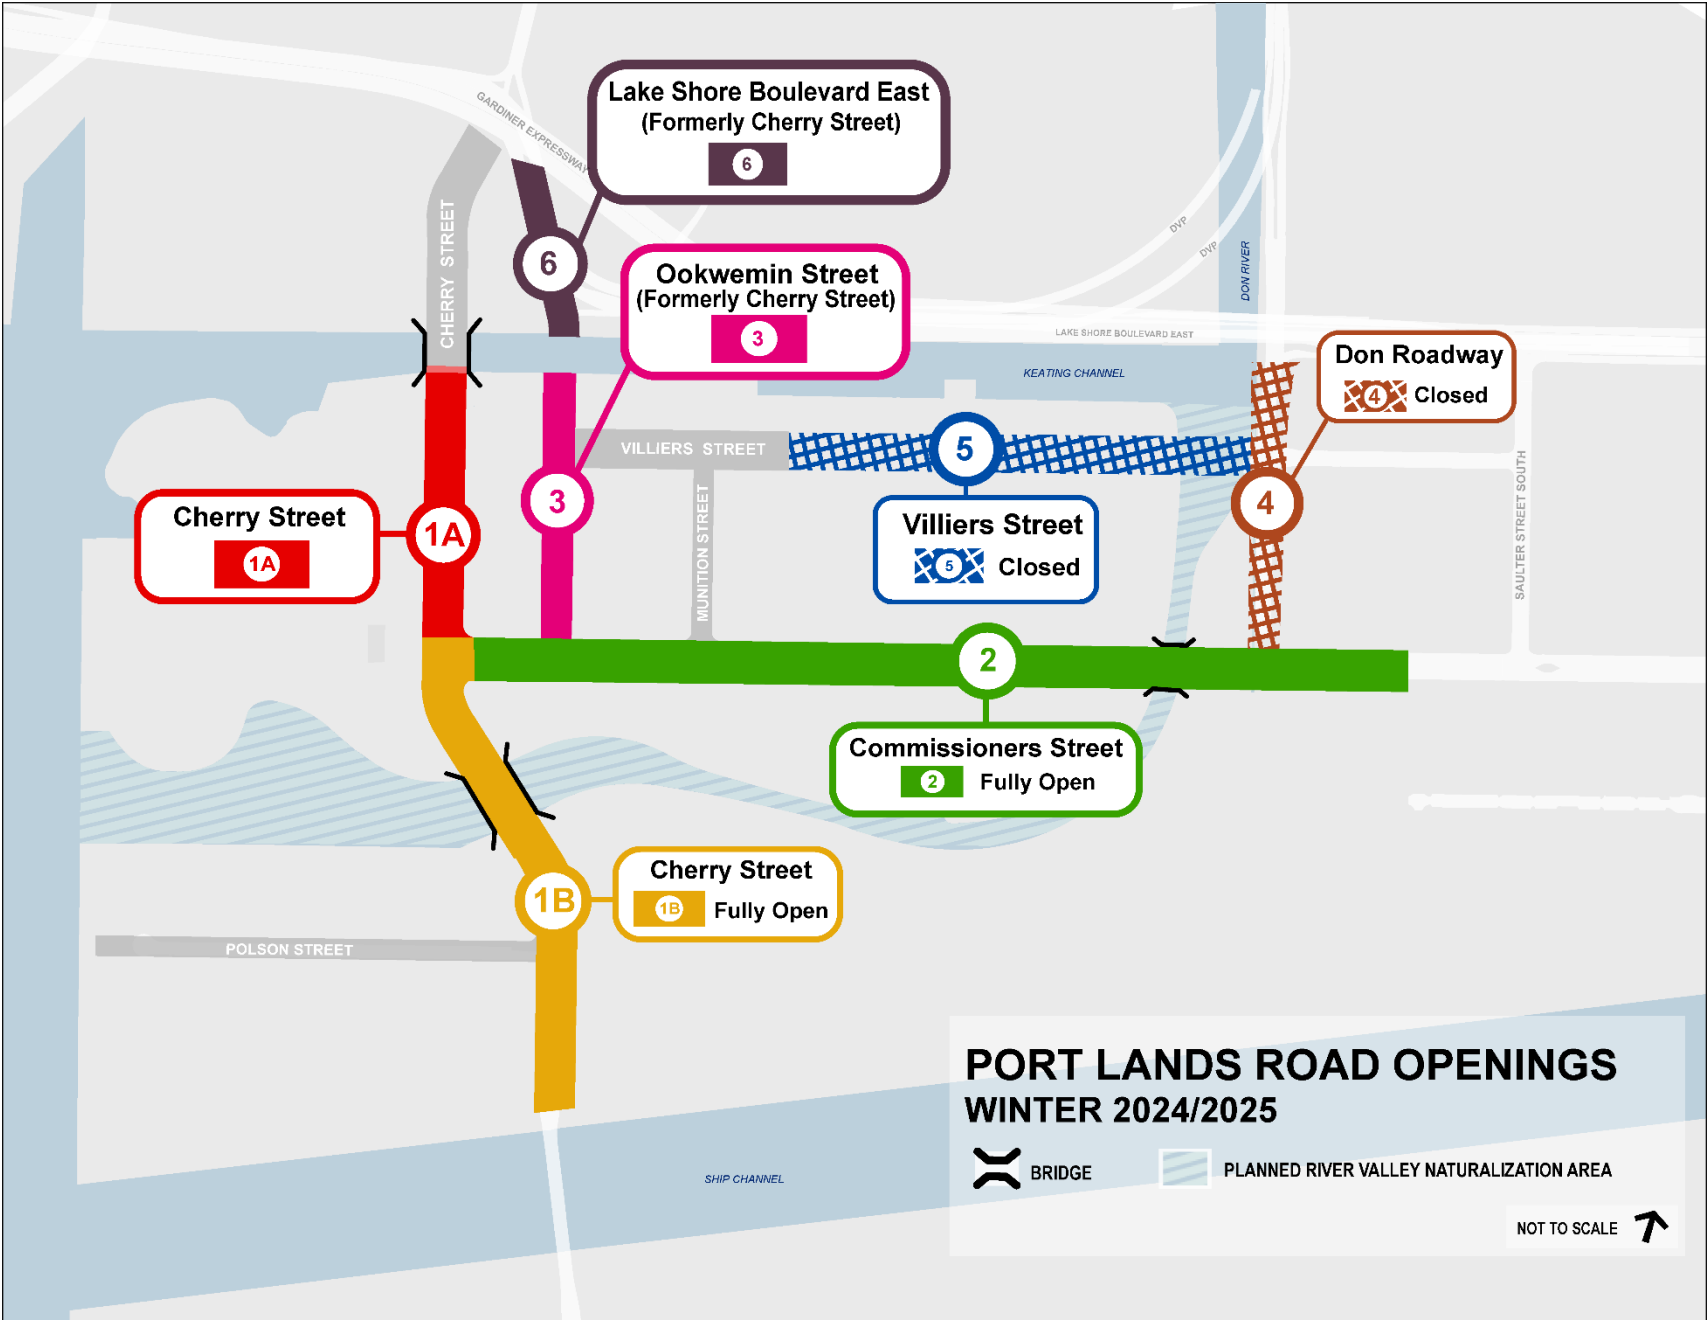 Lake Shore Boulevard East
(Formerly Cherry Street)
6
GARDINER EXPRESSWAY
CHERRY STREET
6
DVP
DVP
DON RIVER
Ookwemin Street
(Formerly Cherry Street)
3
LAKE SHORE BOULEVARD EAST
KEATING CHANNEL
Don Roadway
4 Closed
VILLIERS STREET
5
3
4
MUNITION STREET
SAULTER STREET SOUTH
Cherry Street
1A
1A
Villiers Street
5 Closed
2
Commissioners Street
2 Fully Open
1B
Cherry Street
1B Fully Open
POLSON STREET
SHIP CHANNEL
PORT LANDS ROAD OPENINGS
WINTER 2024/2025
BRIDGE
PLANNED RIVER VALLEY NATURALIZATION AREA
NOT TO SCALE